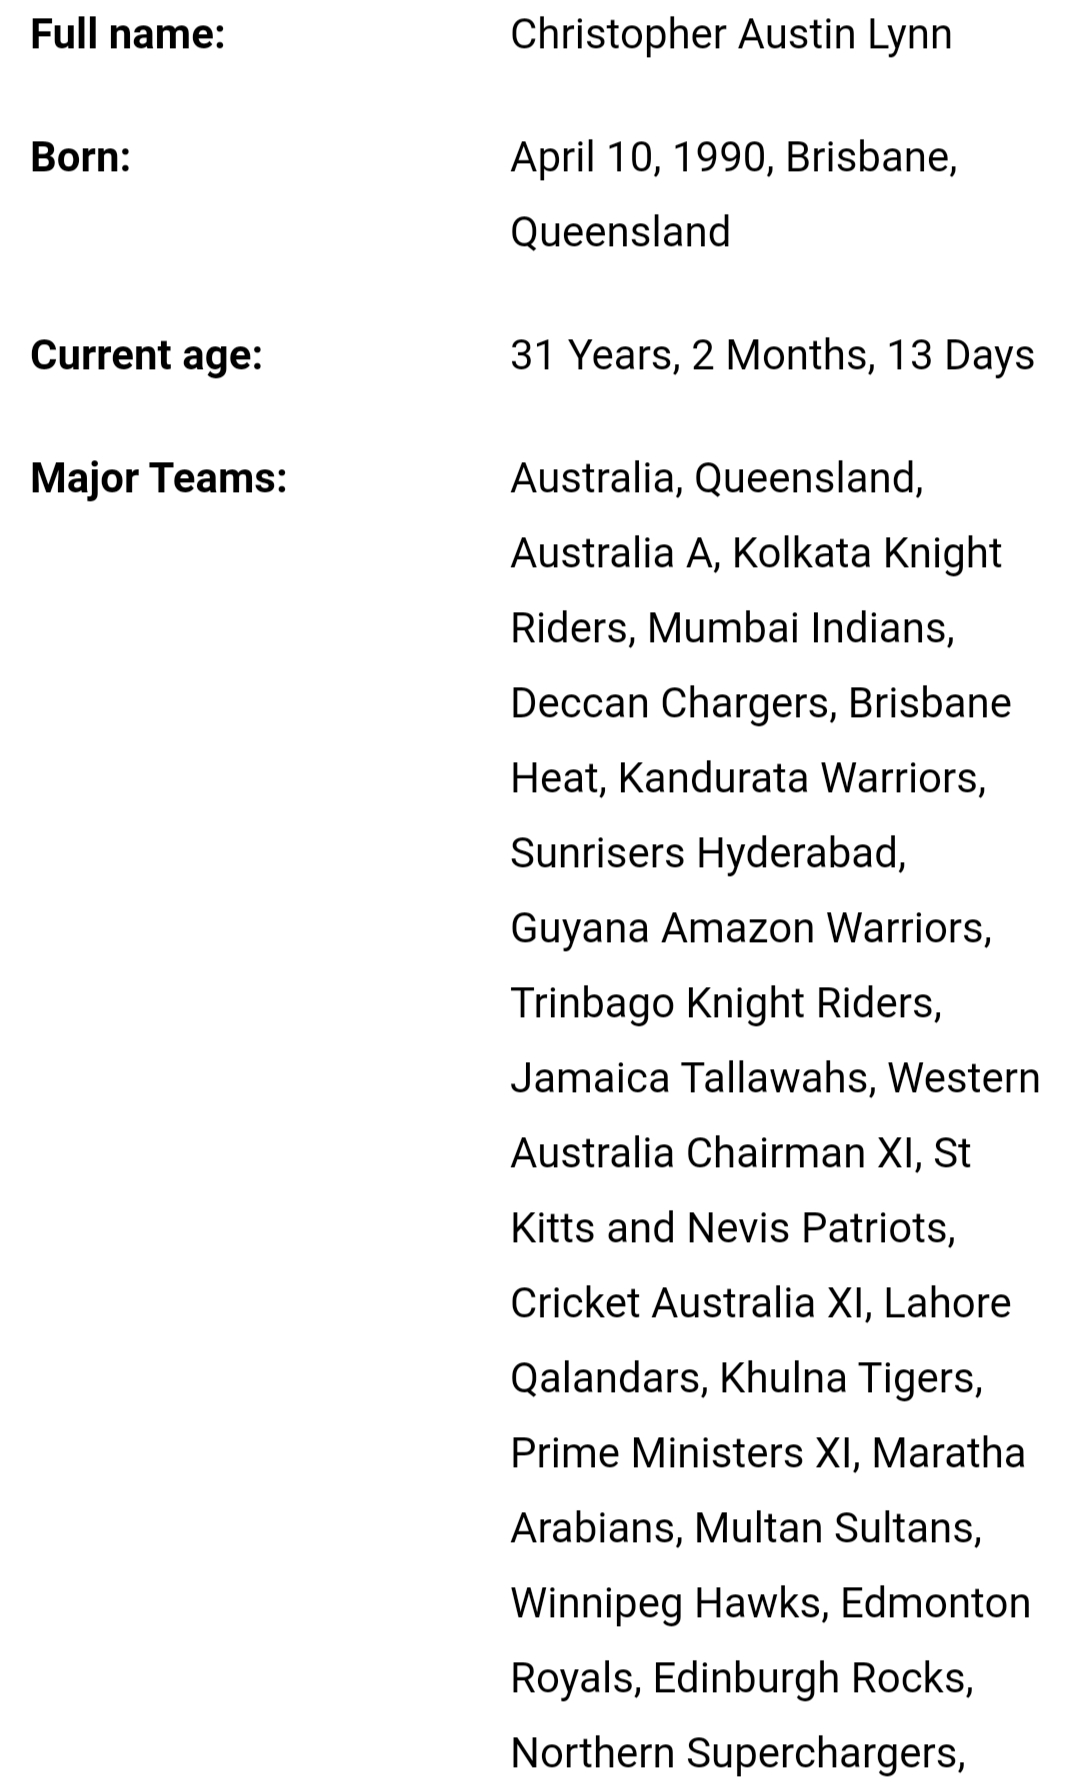 Full name: Christopher Austin Lynn
Born: April 10, 1990, Brisbane,
Queensland
Current age: 31 Years, 2 Months, 13 Days
Major Teams: Australia, Queensland,
Australia A, Kolkata Knight
Riders, Mumbai Indians,
Deccan Chargers, Brisbane
Heat, Kandurata Warriors,
Sunrisers Hyderabad,
Guyana Amazon Warriors,
Trinbago Knight Riders,
Jamaica Tallawahs, Western
Australia Chairman XI, St
Kitts and Nevis Patriots,
Cricket Australia XI, Lahore
Qalandars, Khulna Tigers,
Prime Ministers XI, Maratha
Arabians, Multan Sultans,
Winnipeg Hawks, Edmonton
Royals, Edinburgh Rocks,
Northern Superchargers,